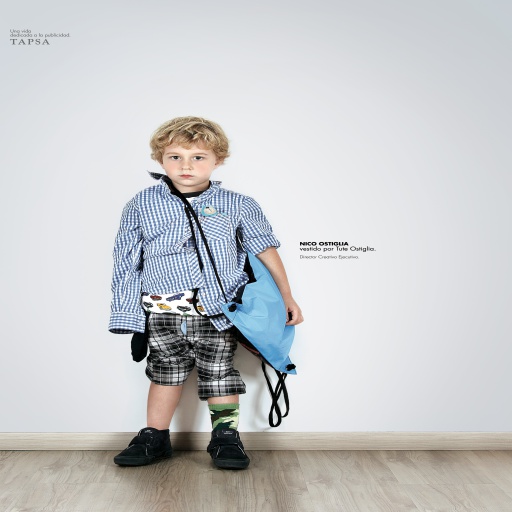 Una vida
dedicada a la publicidad.
TAPSA
NICO OSTIGLIA
vestido por Tute Ostiglia.
Director Creativo Ejecutivo.